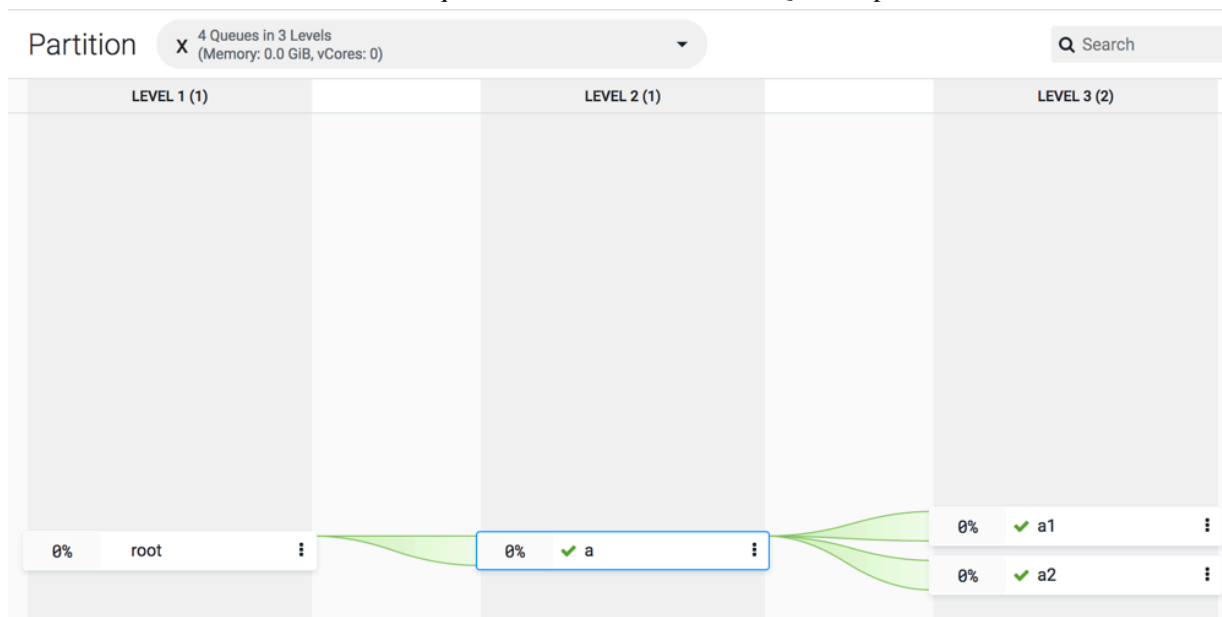 Partition
x
4 Queues in 3 Levels
(Memory: 0.0 GiB, vCores: 0)
Search
LEVEL 1 (1)
LEVEL 2 (1)
LEVEL 3 (2)
0% root
0% a
0% a1
0% a2